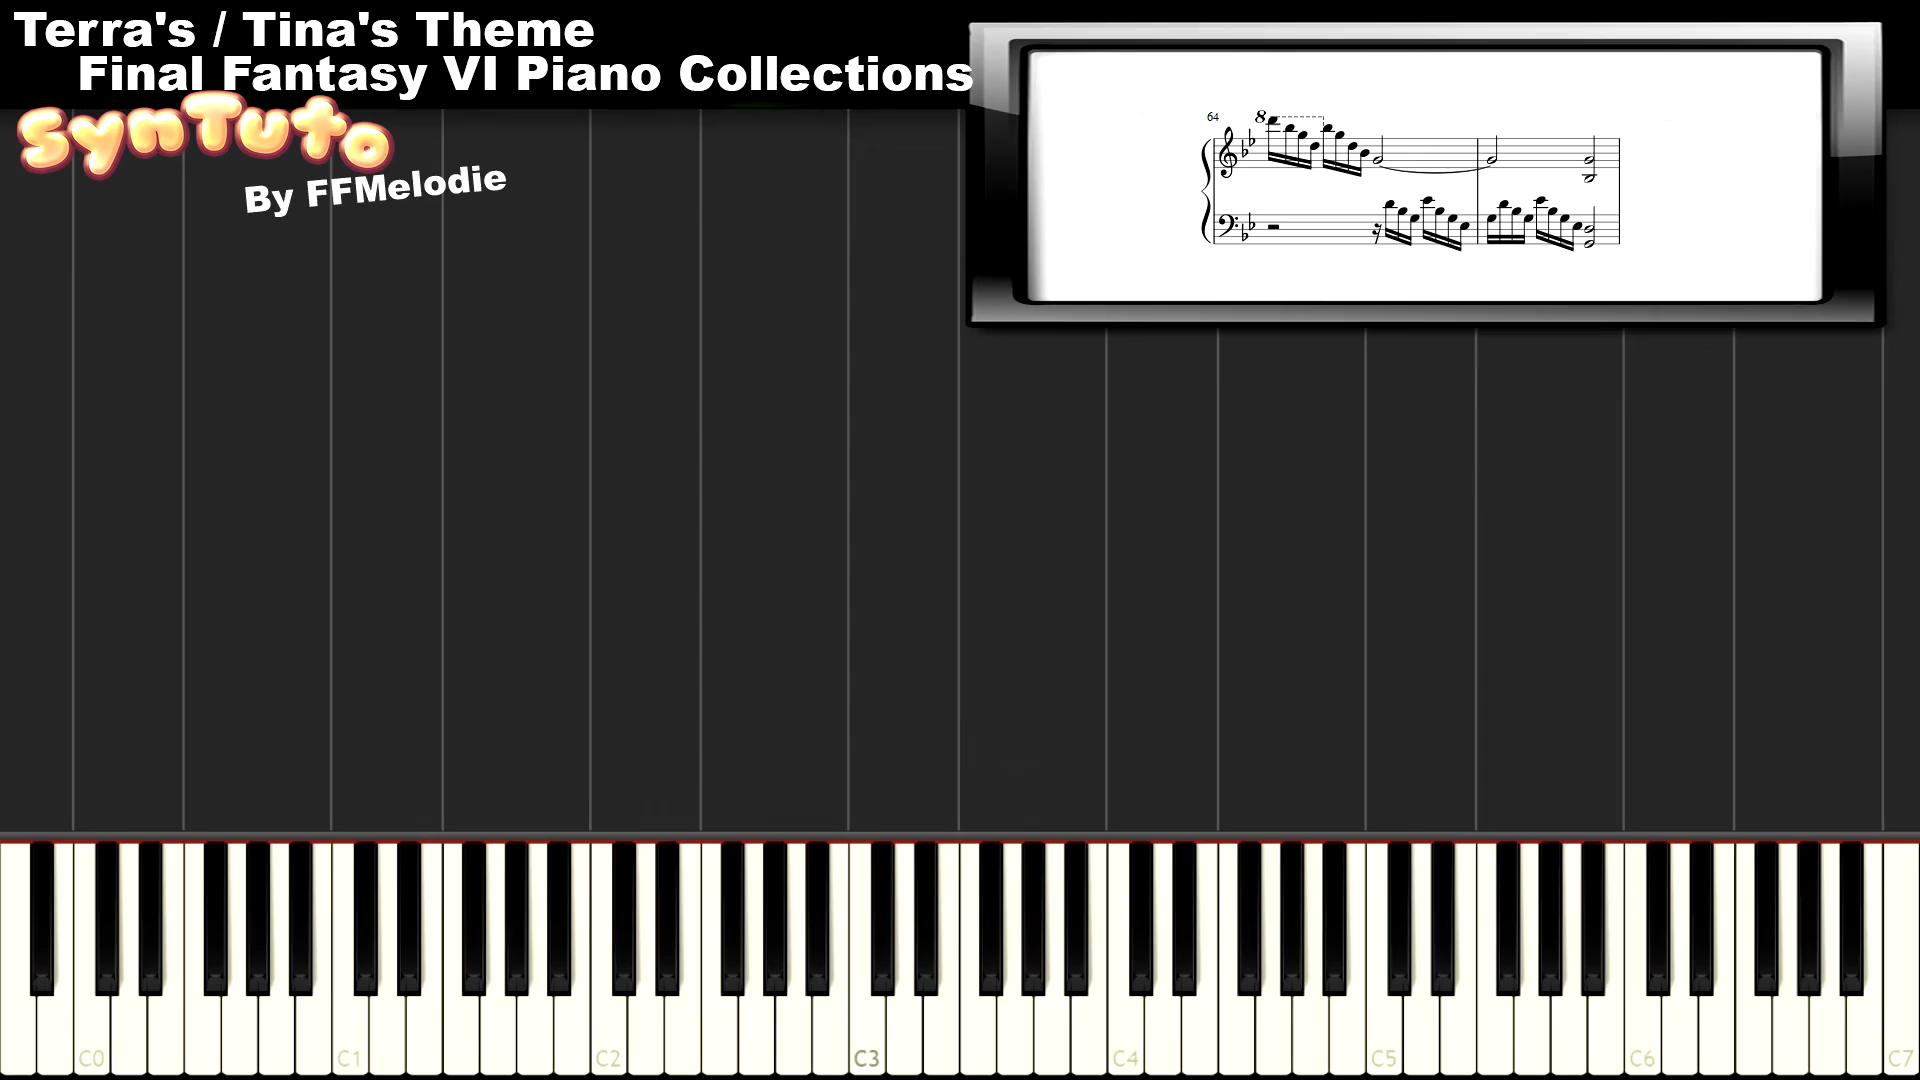 Terra's / Tina's Theme
Final Fantasy VI Piano Collections
SynTuto
By FFMelodie
64
8
C0 C1 C2 C3 C4 C5 C6 C7